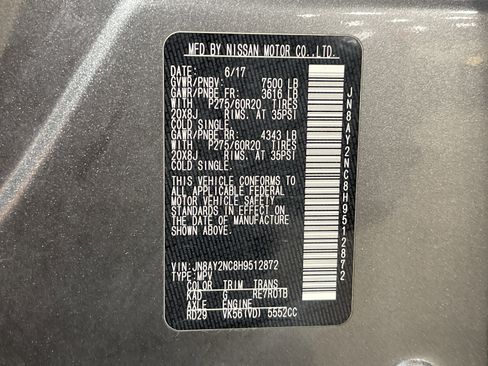 MFD BY NISSAN MOTOR CO.,LTD.
DATE: 6/17
GVWR/PNBV: 7500 LB
GAWR/PNBE FR: 3616 LB
WITH P275/60R20 TIRES
20X8J RIMS. AT 35PSI
COLD SINGLE.
GAWR/PNBE RR: 4343 LB
WITH P275/60R20 TIRES
20X8J RIMS. AT 35PSI
COLD SINGLE.
THIS VEHICLE CONFORMS TO
ALL APPLICABLE FEDERAL
MOTOR VEHICLE SAFETY
STANDARDS IN EFFECT ON
THE DATE OF MANUFACTURE
SHOWN ABOVE.
VIN: JN8AY2NC8H9512872
TYPE: MPV
COLOR TRIM TRANS
KAD G RE7R01B
AXLE ENGINE
RD29 VK56(VD) 5552CC
JN8AY2NC8H9512872